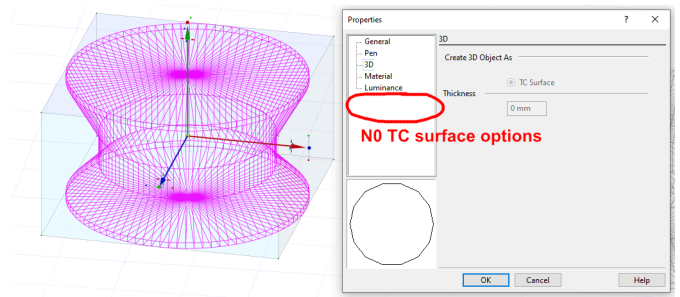 Properties
? ×
General
Pen
3D
Material
Luminance
3D
Create 3D Object As
TC Surface
Thickness
0 mm
N0 TC surface options
OK Cancel Help